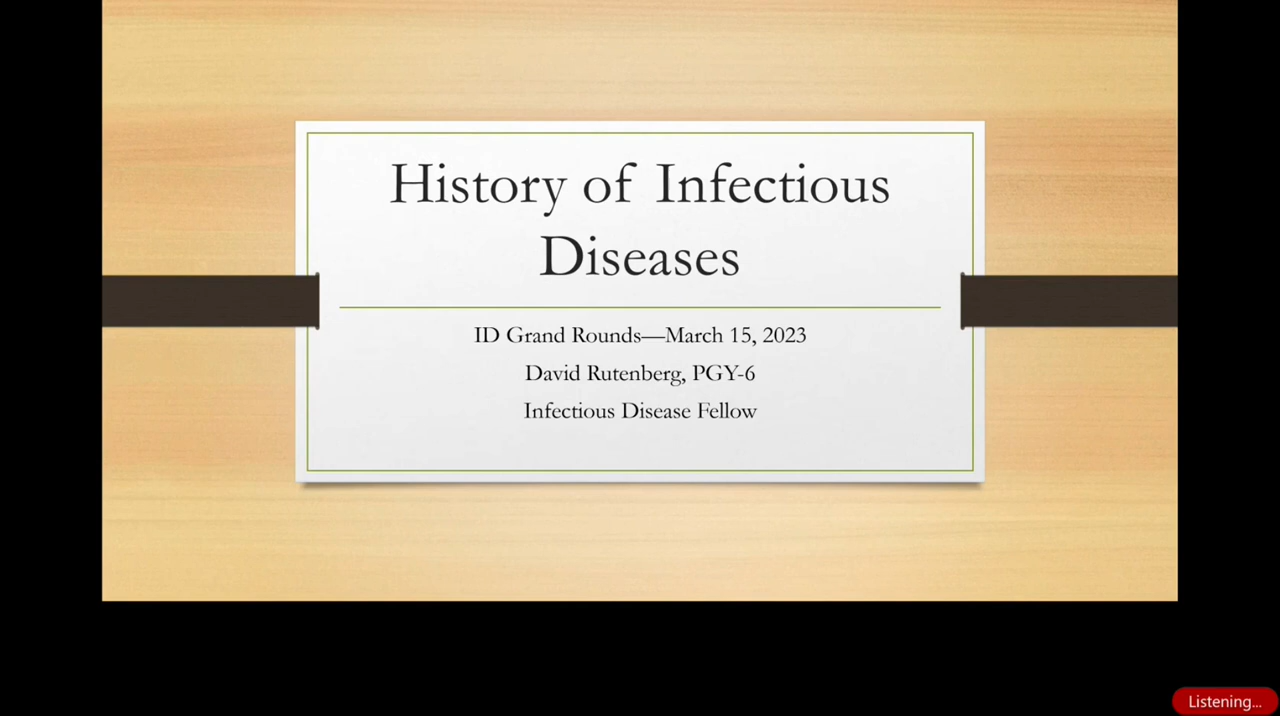 History of Infectious
Diseases
ID Grand Rounds—March 15, 2023
David Rutenberg, PGY-6
Infectious Disease Fellow
Listening...